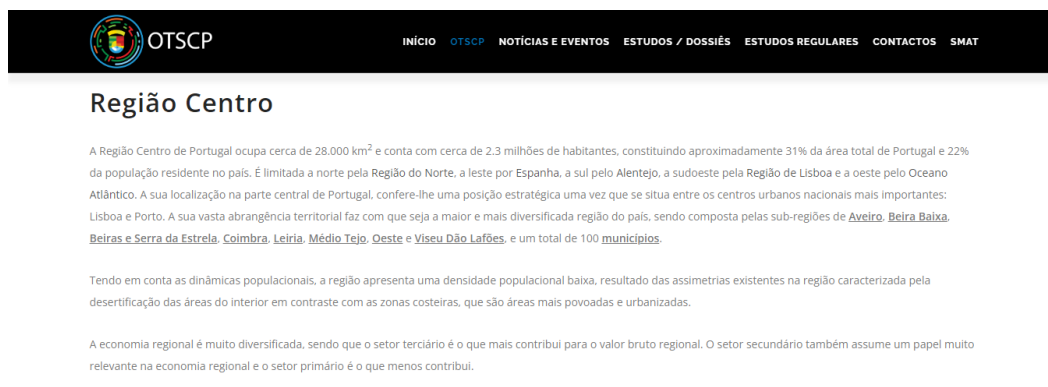 OTSCP
INÍCIO OTSCP NOTÍCIAS E EVENTOS ESTUDOS / DOSSIÊS ESTUDOS REGULARES CONTACTOS SMAT
Região Centro
A Região Centro de Portugal ocupa cerca de 28.000 km² e conta com cerca de 2.3 milhões de habitantes, constituindo aproximadamente 31% da área total de Portugal e 22%
da população residente no país. É limitada a norte pela Região do Norte, a leste por Espanha, a sul pelo Alentejo, a sudoeste pela Região de Lisboa e a oeste pelo Oceano
Atlântico. A sua localização na parte central de Portugal, confere-lhe uma posição estratégica uma vez que se situa entre os centros urbanos nacionais mais importantes:
Lisboa e Porto. A sua vasta abrangência territorial faz com que seja a maior e mais diversificada região do país, sendo composta pelas sub-regiões de Aveiro, Beira Baixa,
Beiras e Serra da Estrela, Coimbra, Leiria, Médio Tejo, Oeste e Viseu Dão Lafões, e um total de 100 municípios.
Tendo em conta as dinâmicas populacionais, a região apresenta uma densidade populacional baixa, resultado das assimetrias existentes na região caracterizada pela
desertificação das áreas do interior em contraste com as zonas costeiras, que são áreas mais povoadas e urbanizadas.
A economia regional é muito diversificada, sendo que o setor terciário é o que mais contribui para o valor bruto regional. O setor secundário também assume um papel muito
relevante na economia regional e o setor primário é o que menos contribui.